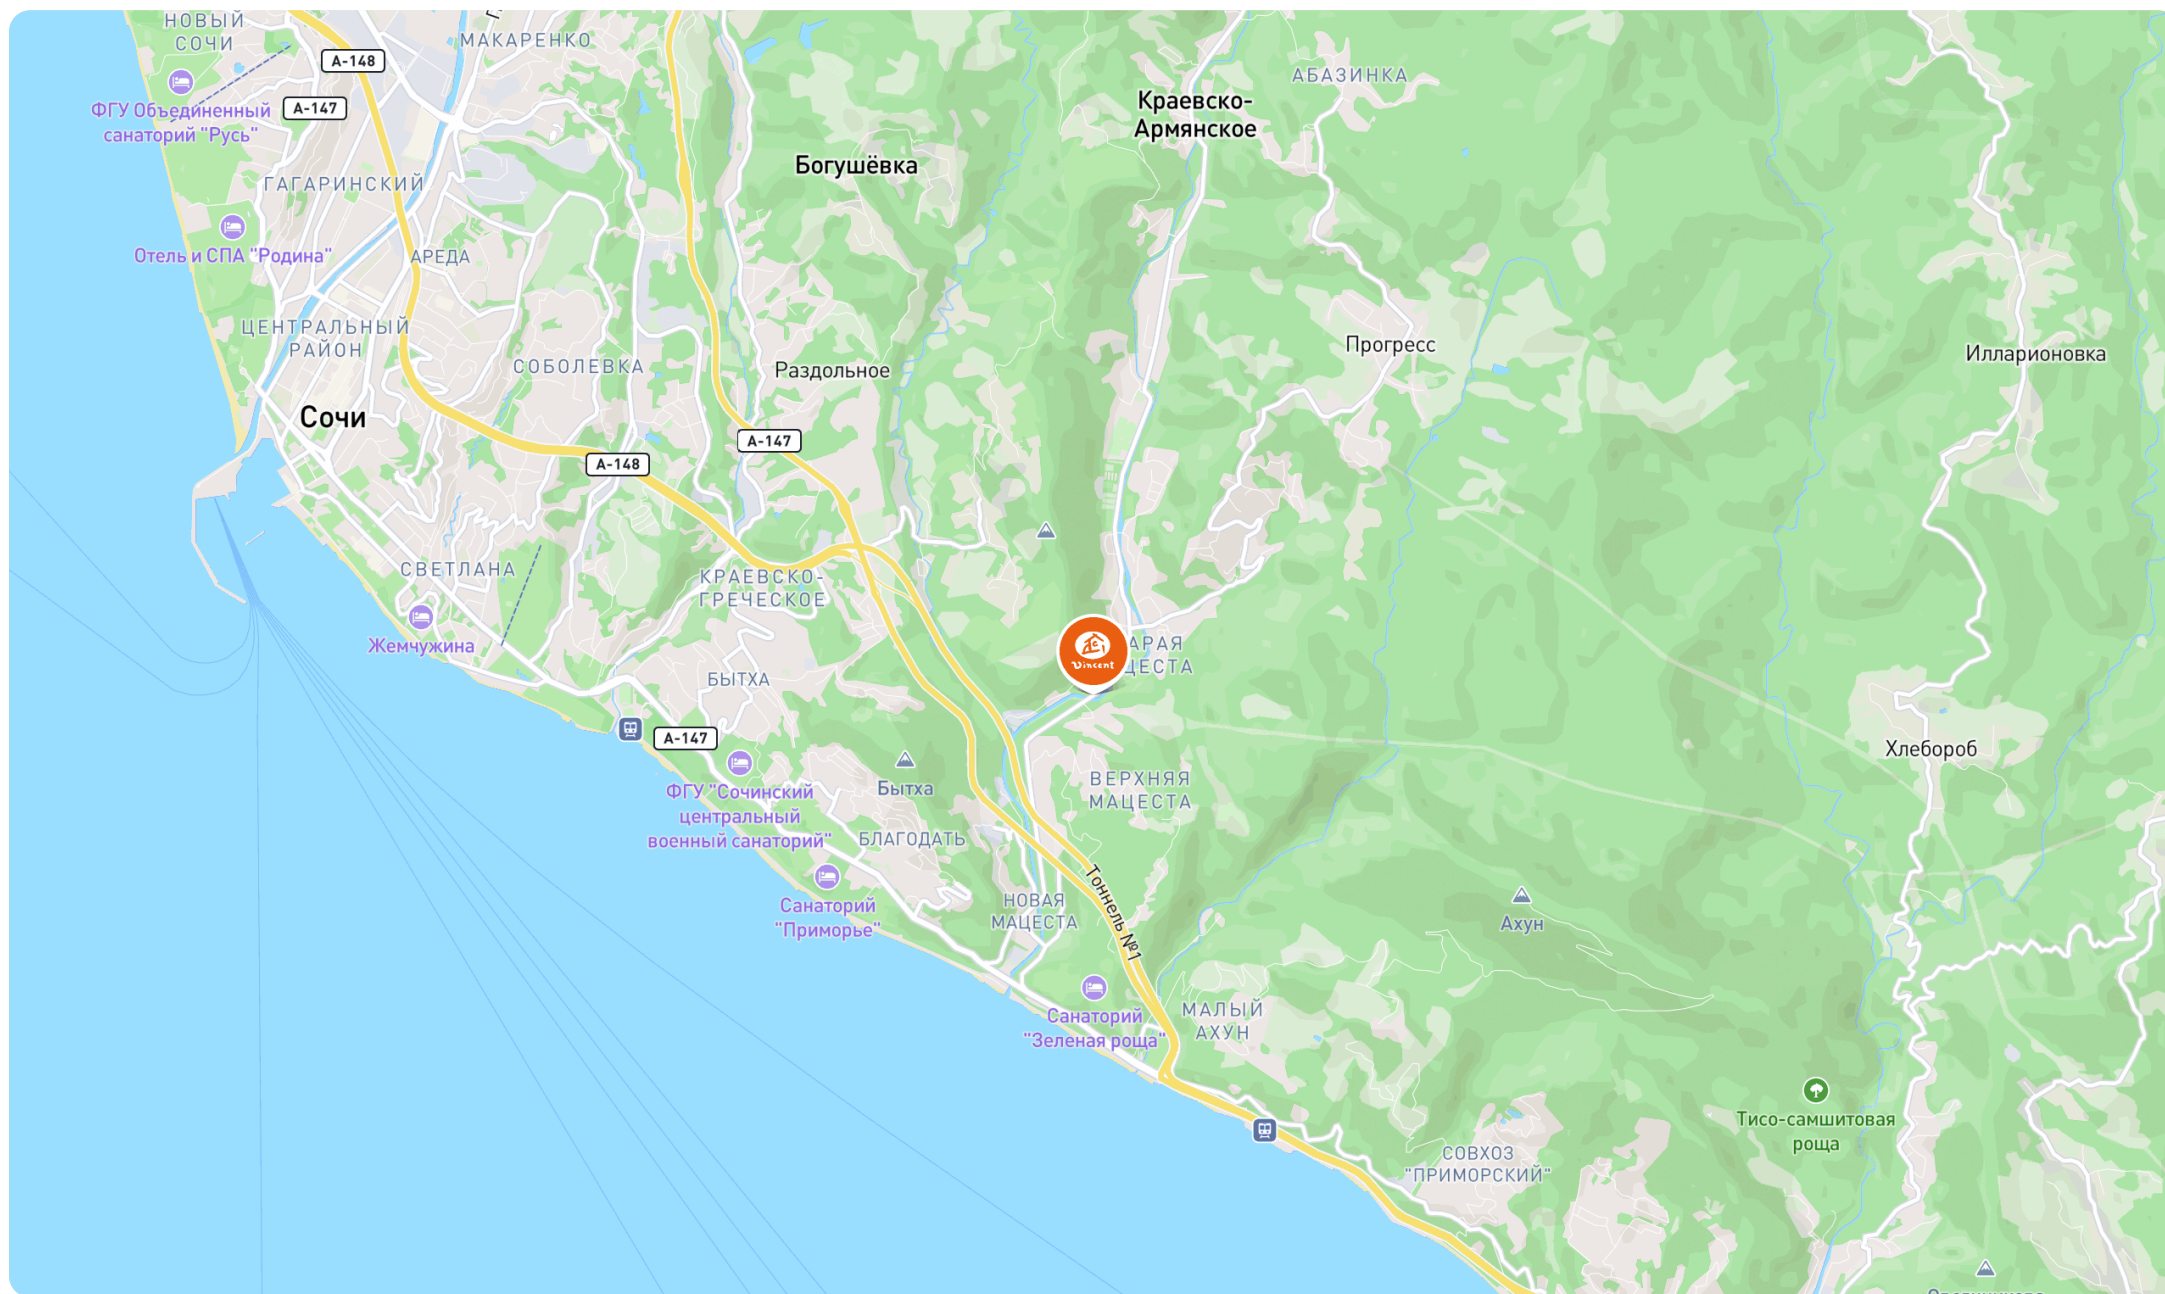 НОВЫЙ
СОЧИ
МАКАРЕНКО
А-148
А-147
ФГУ Объединенный
санаторий "Русь"
АБАЗИНКА
Краевско-
Армянское
Богушёвка
ГАГАРИНСКИЙ
Отель и СПА "Родина"
АРЕДА
ЦЕНТРАЛЬНЫЙ
РАЙОН
СОБОЛЕВКА
Раздольное
Прогресс
Илларионовка
Сочи
А-147
А-148
СВЕТЛАНА
КРАЕВСКО-
ГРЕЧЕСКОЕ
Жемчужина
Vincent
АРАЯ
ЦЕСТА
БЫТХА
А-147
Хлебороб
ФГУ "Сочинский
центральный
военный санаторий"
Бытха
ВЕРХНЯЯ
МАЦЕСТА
БЛАГОДАТЬ
Тоннель №1
НОВАЯ
МАЦЕСТА
Санаторий
"Приморье"
Ахун
Санаторий
"Зеленая роща"
МАЛЫЙ
АХУН
Тисо-самшитовая
роща
СОВХОЗ
"ПРИМОРСКИЙ"